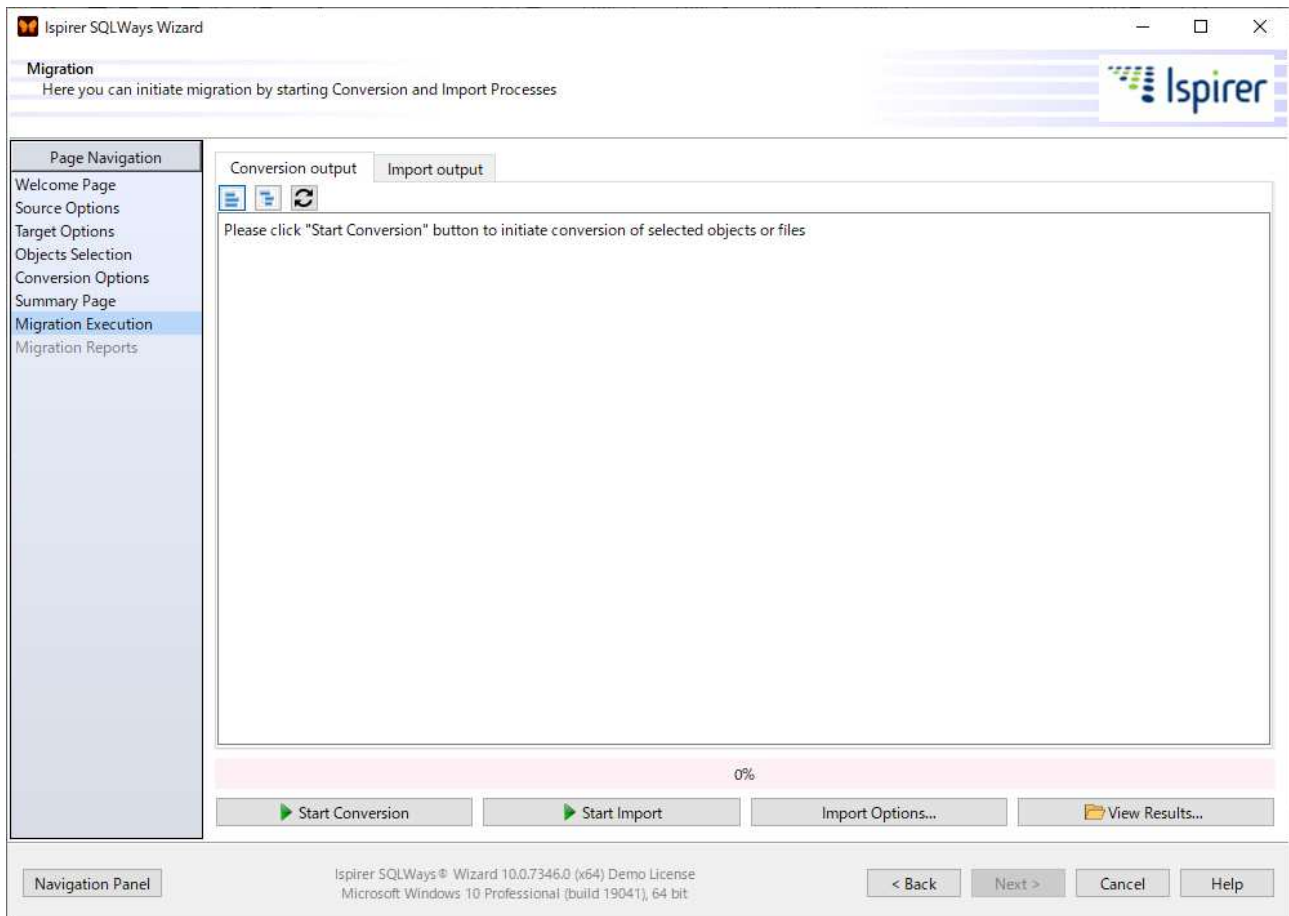 Ispirer SQLWays Wizard
Migration
Here you can initiate migration by starting Conversion and Import Processes
Ispirer
Page Navigation
Welcome Page
Source Options
Target Options
Objects Selection
Conversion Options
Summary Page
Migration Execution
Migration Reports
Conversion output
Import output
Please click "Start Conversion" button to initiate conversion of selected objects or files
0%
Start Conversion
Start Import
Import Options...
View Results...
Navigation Panel
Ispirer SQLWays® Wizard 10.0.7346.0 (x64) Demo License
Microsoft Windows 10 Professional (build 19041), 64 bit
< Back
Next >
Cancel
Help